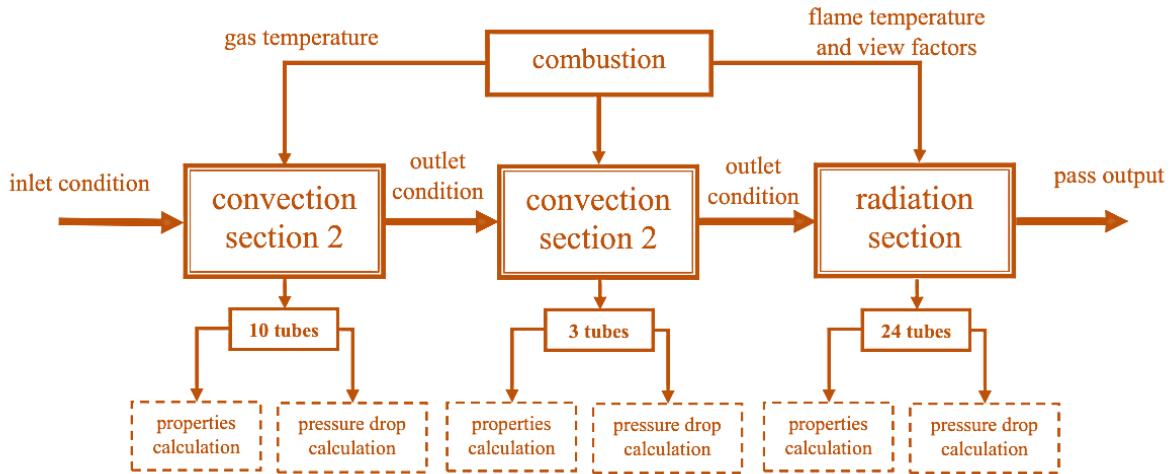 gas temperature
combustion
flame temperature
and view factors
inlet condition
convection
section 2
outlet
condition
convection
section 2
outlet
condition
radiation
section
pass output
10 tubes
3 tubes
24 tubes
properties
calculation
pressure drop
calculation
properties
calculation
pressure drop
calculation
properties
calculation
pressure drop
calculation